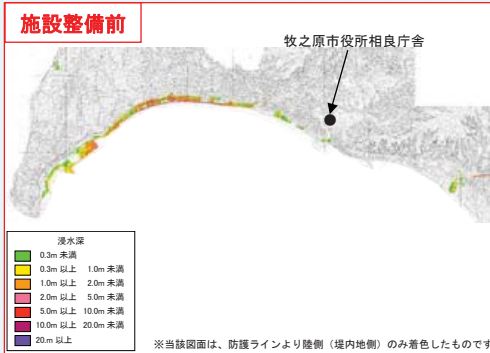 施設整備前
牧之原市役所相良庁舎
浸水深
0.3m 未満
0.3m 以上 1.0m 未満
1.0m 以上 2.0m 未満
2.0m 以上 5.0m 未満
5.0m 以上 10.0m 未満
10.0m 以上 20.0m 未満
20.m 以上
※当該図面は、防護ラインより陸側（堤内地側）のみ着色したものです